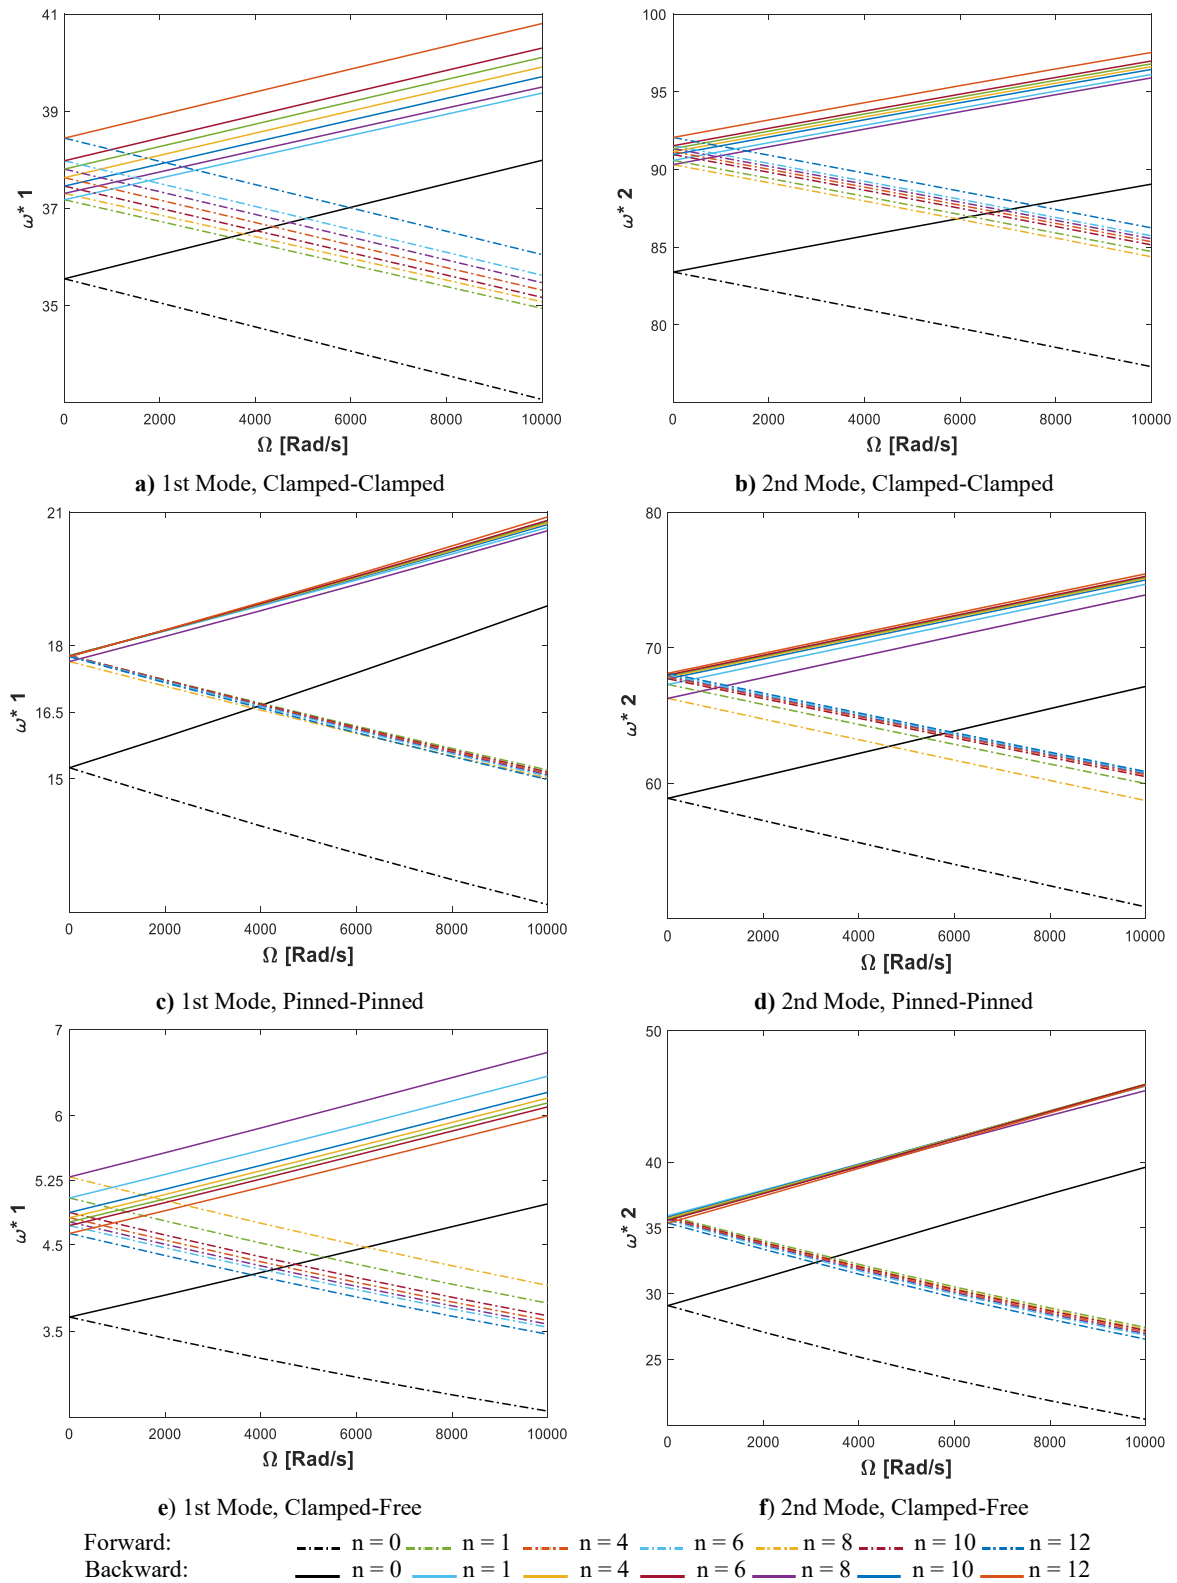 41
39
37
35
ω* 1
0 2000 4000 6000 8000 10000
Ω [Rad/s]
a) 1st Mode, Clamped-Clamped
100
95
90
85
80
ω* 2
0 2000 4000 6000 8000 10000
Ω [Rad/s]
b) 2nd Mode, Clamped-Clamped
21
18
16.5
15
ω* 1
0 2000 4000 6000 8000 10000
Ω [Rad/s]
c) 1st Mode, Pinned-Pinned
80
70
60
ω* 2
0 2000 4000 6000 8000 10000
Ω [Rad/s]
d) 2nd Mode, Pinned-Pinned
7
6
5.25
4.5
3.5
ω* 1
0 2000 4000 6000 8000 10000
Ω [Rad/s]
e) 1st Mode, Clamped-Free
50
40
35
30
25
ω* 2
0 2000 4000 6000 8000 10000
Ω [Rad/s]
f) 2nd Mode, Clamped-Free
Forward: n = 0 n = 1 n = 4 n = 6 n = 8 n = 10 n = 12
Backward: n = 0 n = 1 n = 4 n = 6 n = 8 n = 10 n = 12